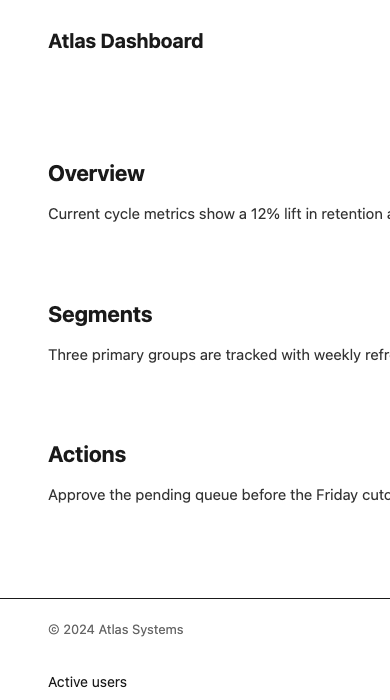 Atlas Dashboard
Overview
Current cycle metrics show a 12% lift in retention
Segments
Three primary groups are tracked with weekly
Actions
Approve the pending queue before the Friday
© 2024 Atlas Systems
Active users